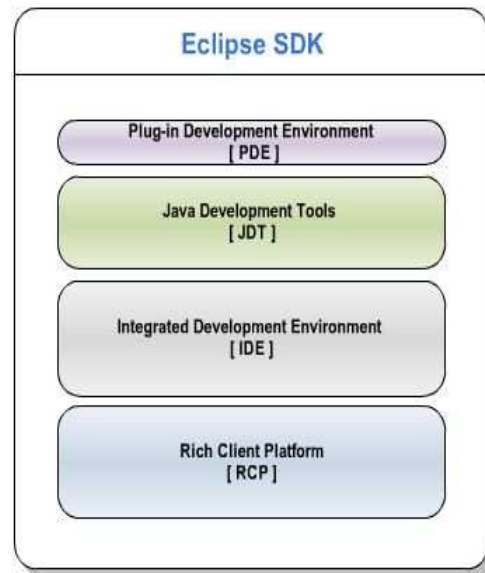 Eclipse SDK
Plug-in Development Environment
[ PDE ]
Java Development Tools
[ JDT ]
Integrated Development Environment
[ IDE ]
Rich Client Platform
[ RCP ]